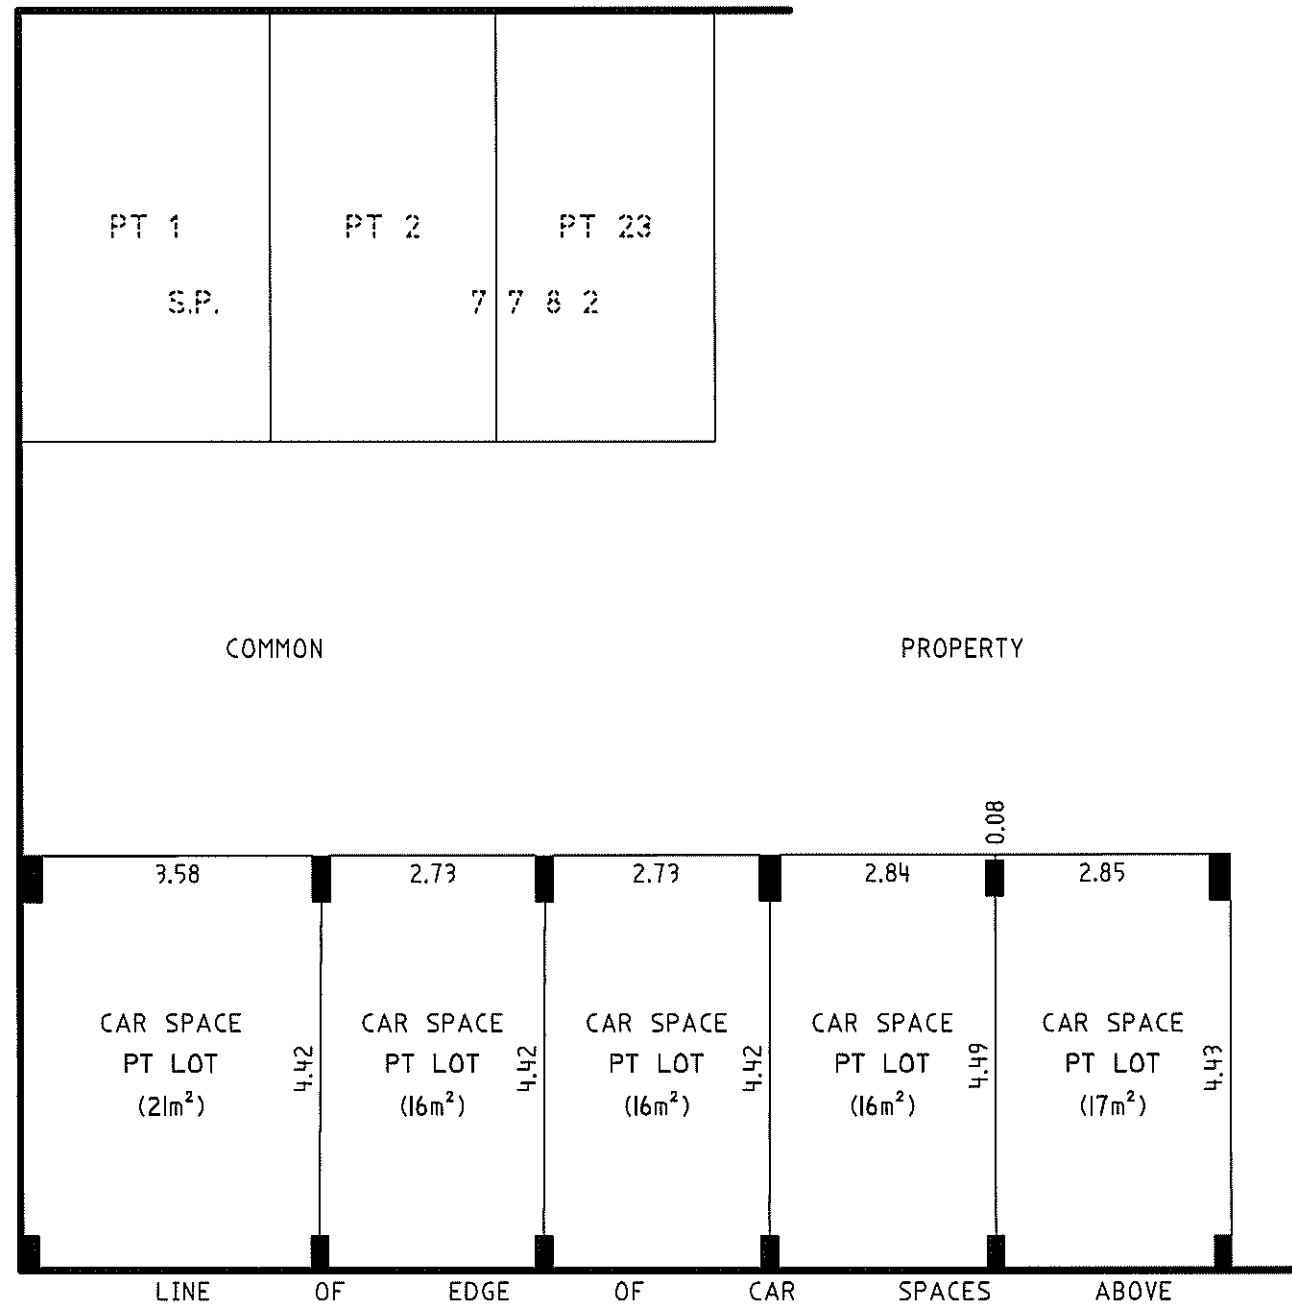 PT 1 PT 2 PT 23
S.P. 7 7 8 2
COMMON PROPERTY
0.08
3.58 2.73 2.73 2.84 2.85
CAR SPACE
PT LOT
(21m²)
4.42
CAR SPACE
PT LOT
(16m²)
4.42
CAR SPACE
PT LOT
(16m²)
4.42
CAR SPACE
PT LOT
(16m²)
4.49
CAR SPACE
PT LOT
(17m²)
4.43
LINE OF EDGE OF CAR SPACES ABOVE